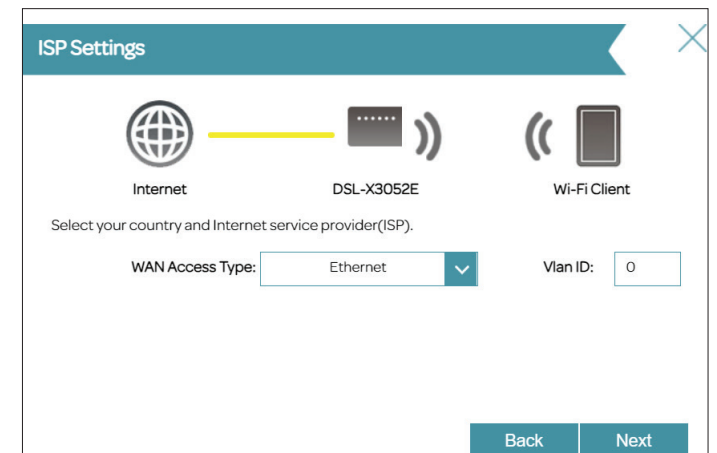 ISP Settings
Internet
DSL-X3052E
Wi-Fi Client
Select your country and Internet service provider(ISP).
WAN Access Type: Ethernet Vlan ID: 0
Back Next